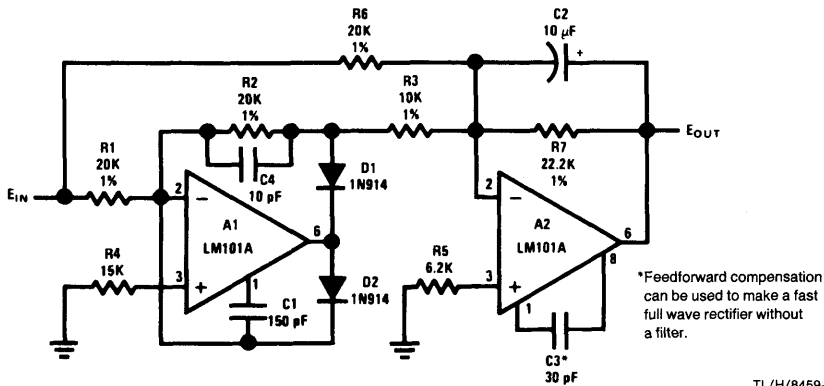 R6
20K
1%
C2
10 μF
+
R2
20K
1%
R3
10K
1%
R1
20K
1%
C4
10 pF
D1
1N914
R7
22.2K
1%
EOUT
EIN
2
−
A1
LM101A
6
2
−
A2
LM101A
6
8
R4
15K
3
+
1
C1
150 pF
D2
1N914
R5
6.2K
3
+
1
C3*
30 pF
*Feedforward compensation
can be used to make a fast
full wave rectifier without
a filter.